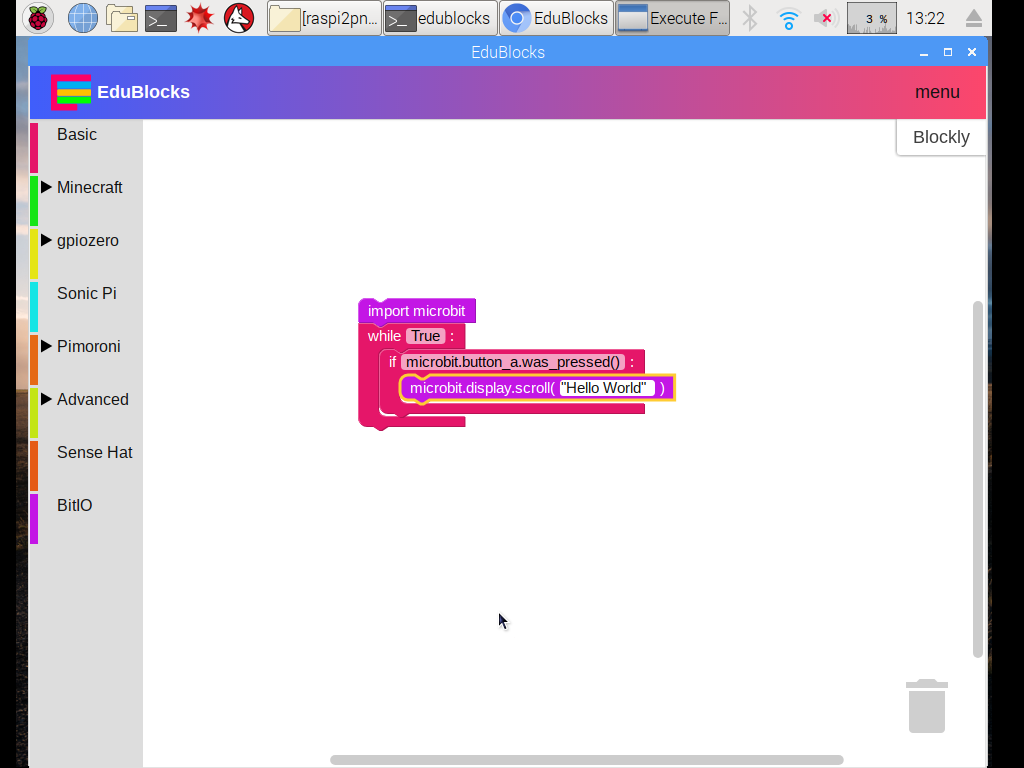 [raspi2pn... edublocks EduBlocks Execute F... 3 % 13:22
EduBlocks
EduBlocks menu
Blockly
Basic
Minecraft
gpiozero
Sonic Pi
Pimoroni
Advanced
Sense Hat
BitIO
import microbit
while True :
if microbit.button_a.was_pressed() :
microbit.display.scroll( "Hello World" )